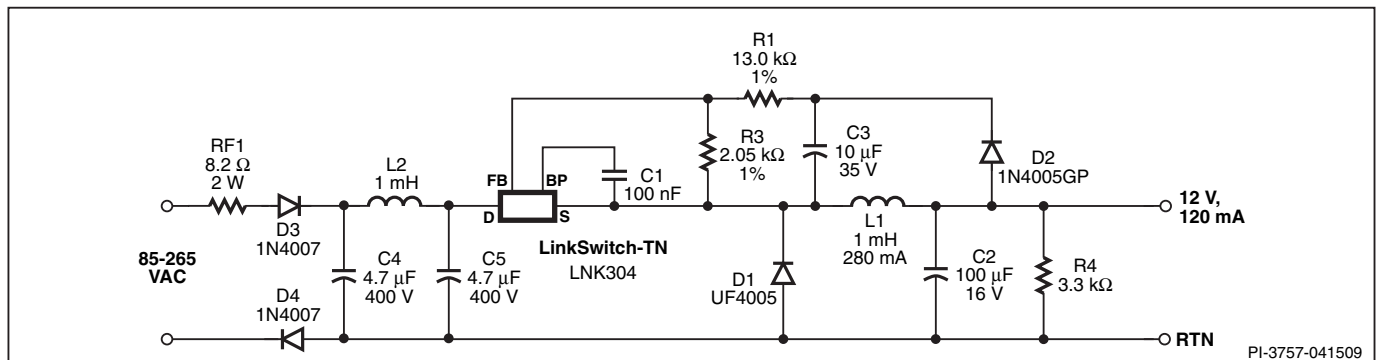 R1
13.0 kΩ
1%
RF1
8.2 Ω
2 W
L2
1 mH
FB
BP
D
S
C1
100 nF
R3
2.05 kΩ
1%
C3
10 μF
35 V
D2
1N4005GP
12 V,
120 mA
D3
1N4007
LinkSwitch-TN
LNK304
L1
1 mH
280 mA
85-265
VAC
C4
4.7 μF
400 V
C5
4.7 μF
400 V
D1
UF4005
C2
100 μF
16 V
R4
3.3 kΩ
D4
1N4007
RTN
PI-3757-041509